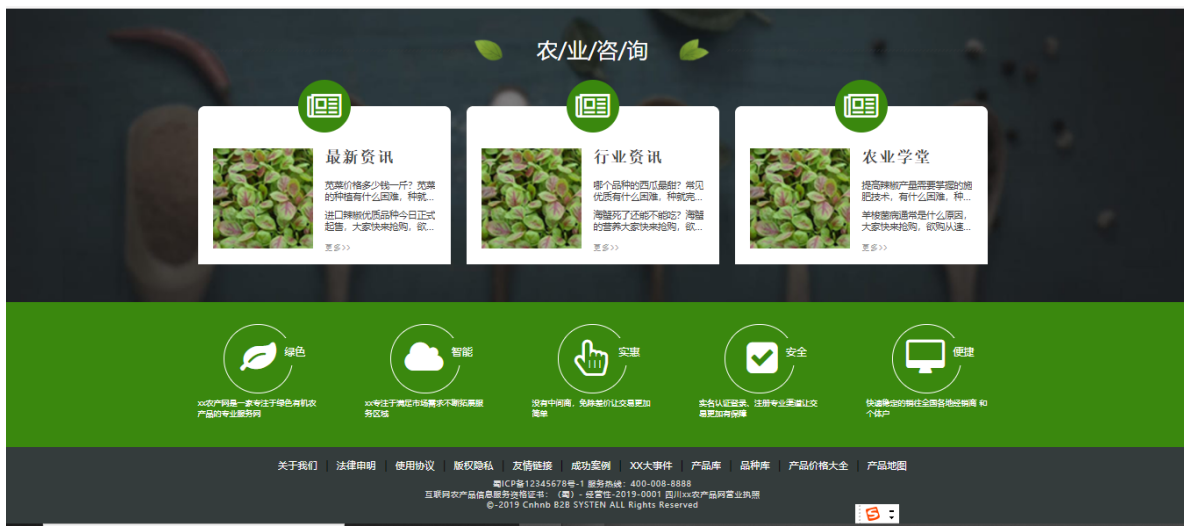 农/业/咨/询
最新资讯
苋菜价格多少钱一斤？苋菜
的种植有什么困难，种就...
进口辣椒优质品种今日正式
起售，大家快来抢购，欲...
更多>>
行业资讯
哪个品种的西瓜最甜？常见
优质有什么困难，种就完...
海蟹死了还能不能吃？海蟹
的营养大家快来抢购，欲...
更多>>
农业学堂
提高辣椒产量需要掌握的施
肥技术，有什么困难，种...
羊梭菌病通常是什么原因，
大家快来抢购，欲购从速...
更多>>
绿色
xx农产网是一家专注于绿色有机农
产品的专业服务网
智能
xx专注于满足市场需求不断拓展服
务区域
实惠
没有中间商，免除差价让交易更加
简单
安全
实名认证登录、注册专业渠道让交
易更加有保障
便捷
快速稳定的销往全国各地经销商 和
个体户
关于我们 | 法律申明 | 使用协议 | 版权隐私 | 友情链接 | 成功案例 | XX大事件 | 产品库 | 品种库 | 产品价格大全 | 产品地图
蜀ICP备12345678号-1 服务热线：400-008-8888
互联网农产品信息服务资格证书：（蜀）- 经营性-2019-0001 四川xx农产品网营业执照
©-2019 Cnhnb B2B SYSTEN ALL Rights Reserved